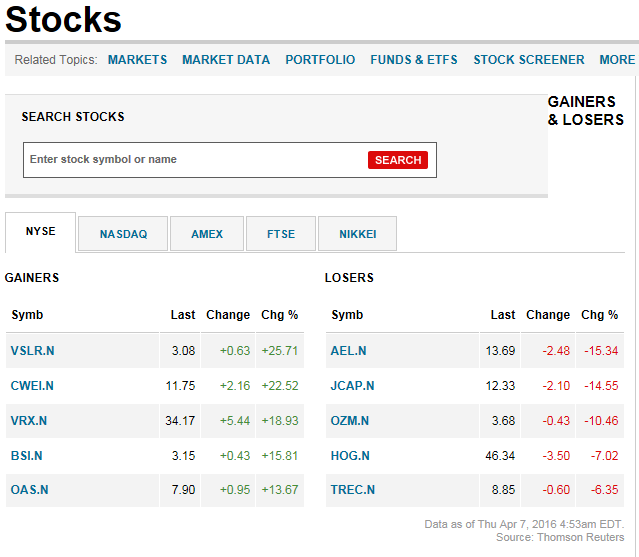 Stocks
Related Topics: MARKETS MARKET DATA PORTFOLIO FUNDS & ETFS STOCK SCREENER MORE
SEARCH STOCKS
Enter stock symbol or name SEARCH
GAINERS
& LOSERS
NYSE NASDAQ AMEX FTSE NIKKEI
GAINERS
Symb Last Change Chg %
VSLR.N 3.08 +0.63 +25.71
CWEI.N 11.75 +2.16 +22.52
VRX.N 34.17 +5.44 +18.93
BSI.N 3.15 +0.43 +15.81
OAS.N 7.90 +0.95 +13.67
LOSERS
Symb Last Change Chg %
AEL.N 13.69 -2.48 -15.34
JCAP.N 12.33 -2.10 -14.55
OZM.N 3.68 -0.43 -10.46
HOG.N 46.34 -3.50 -7.02
TREC.N 8.85 -0.60 -6.35
Data as of Thu Apr 7, 2016 4:53am EDT.
Source: Thomson Reuters